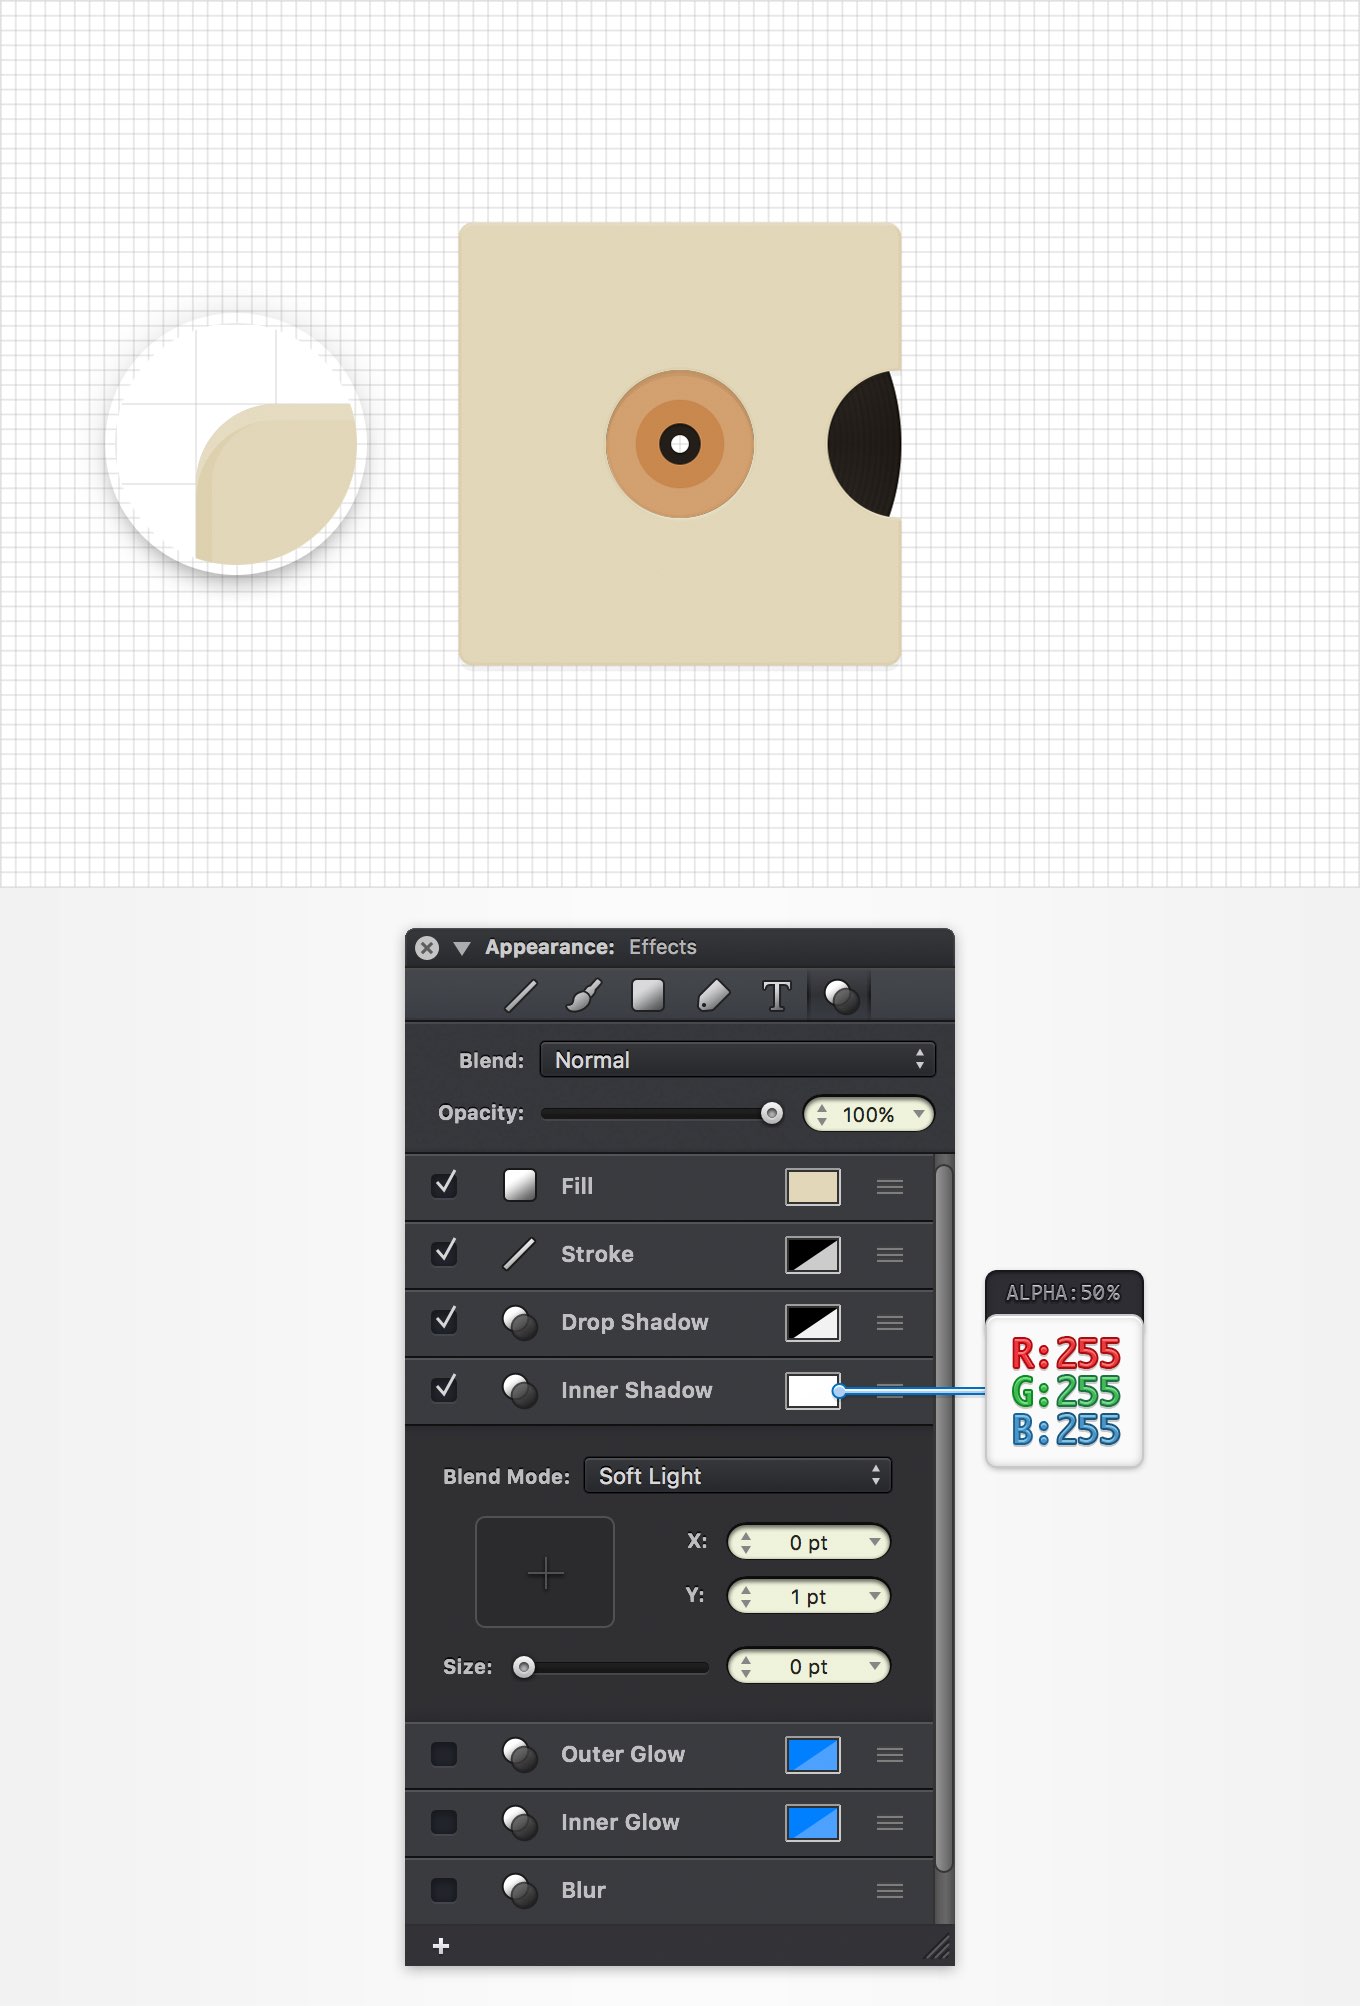 Appearance: Effects
T
Blend: Normal
Opacity: 100%
Fill
Stroke
Drop Shadow
Inner Shadow
ALPHA:50%
R:255
G:255
B:255
Blend Mode: Soft Light
X: 0 pt
Y: 1 pt
Size: 0 pt
Outer Glow
Inner Glow
Blur